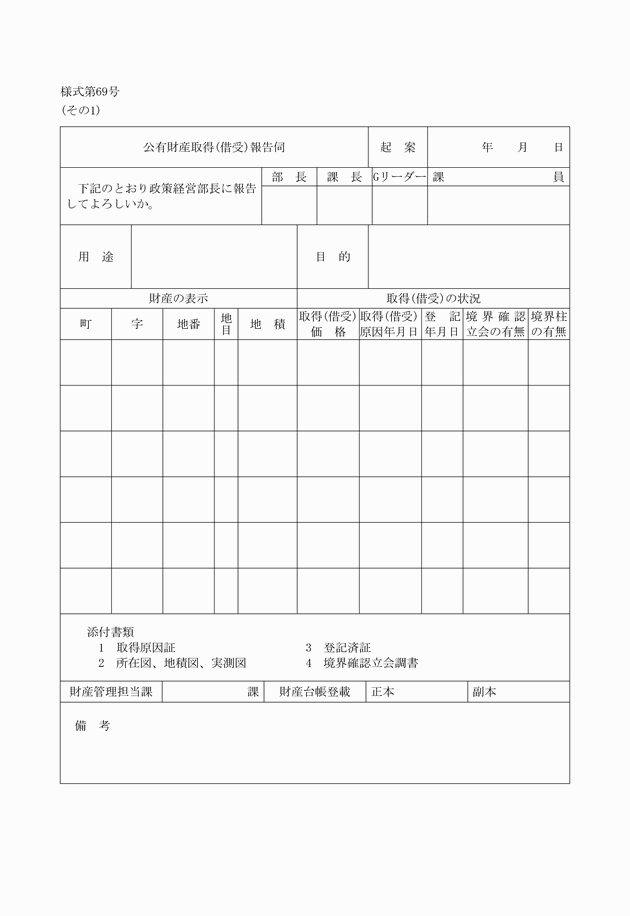 様式第69号
（その1）
公有財産取得（借受）報告伺 起　案 年　月　日
下記のとおり政策経営部長に報告してよろしいか。
部　長 課　長 Gリーダー 課　員
用　途 目　的
財産の表示 取得（借受）の状況
町 字 地番 地目 地　積 取得（借受）価　格 取得（借受）原因年月日 登　記年月日 境界確認立会の有無 境界柱の有無
添付書類
1　取得原因証 3　登記済証
2　所在図、地積図、実測図 4　境界確認立会調書
財産管理担当課 課 財産台帳登載 正本 副本
備　考